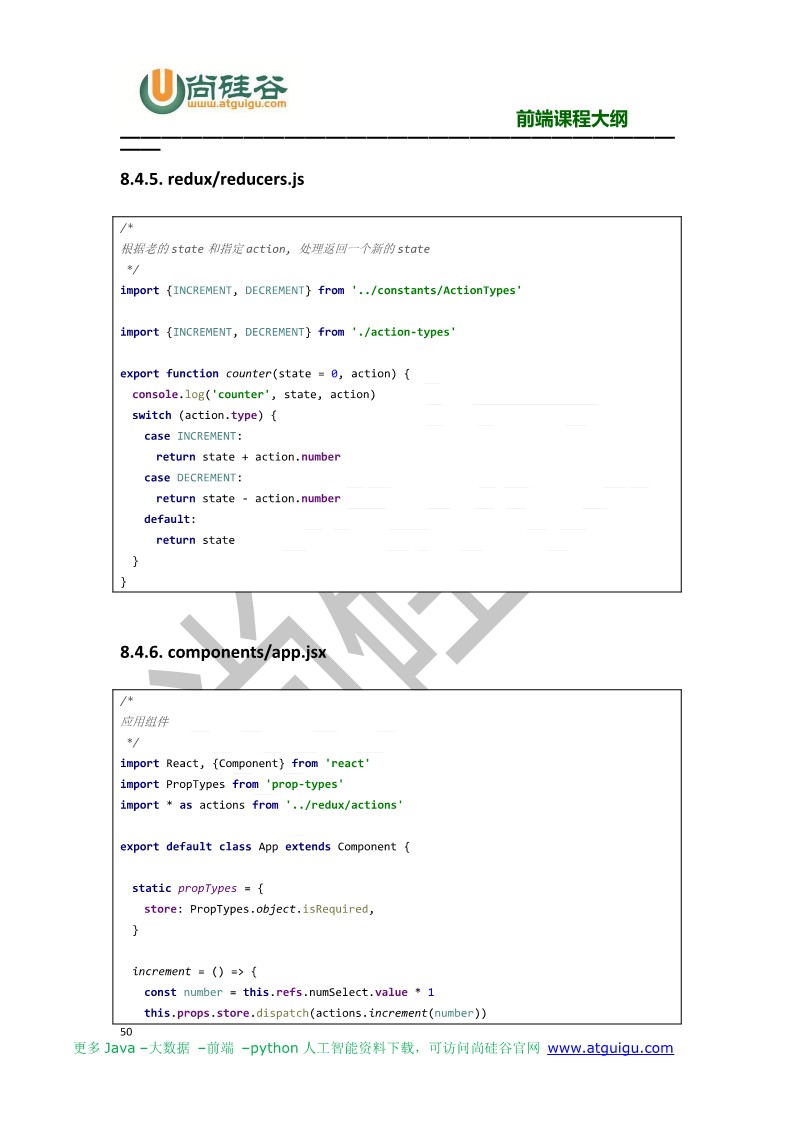 尚硅谷
www.atguigu.com
前端课程大纲
8.4.5. redux/reducers.js
/*
根据老的 state 和指定 action, 处理返回一个新的 state
 */
import {INCREMENT, DECREMENT} from '../constants/ActionTypes'
import {INCREMENT, DECREMENT} from './action-types'
export function counter(state = 0, action) {
  console.log('counter', state, action)
  switch (action.type) {
    case INCREMENT:
      return state + action.number
    case DECREMENT:
      return state - action.number
    default:
      return state
  }
}
8.4.6. components/app.jsx
/*
应用组件
 */
import React, {Component} from 'react'
import PropTypes from 'prop-types'
import * as actions from '../redux/actions'
export default class App extends Component {
  static propTypes = {
    store: PropTypes.object.isRequired,
  }
  increment = () => {
    const number = this.refs.numSelect.value * 1
    this.props.store.dispatch(actions.increment(number))
50
更多 Java –大数据 –前端 –python 人工智能资料下载，可访问尚硅谷官网 www.atguigu.com